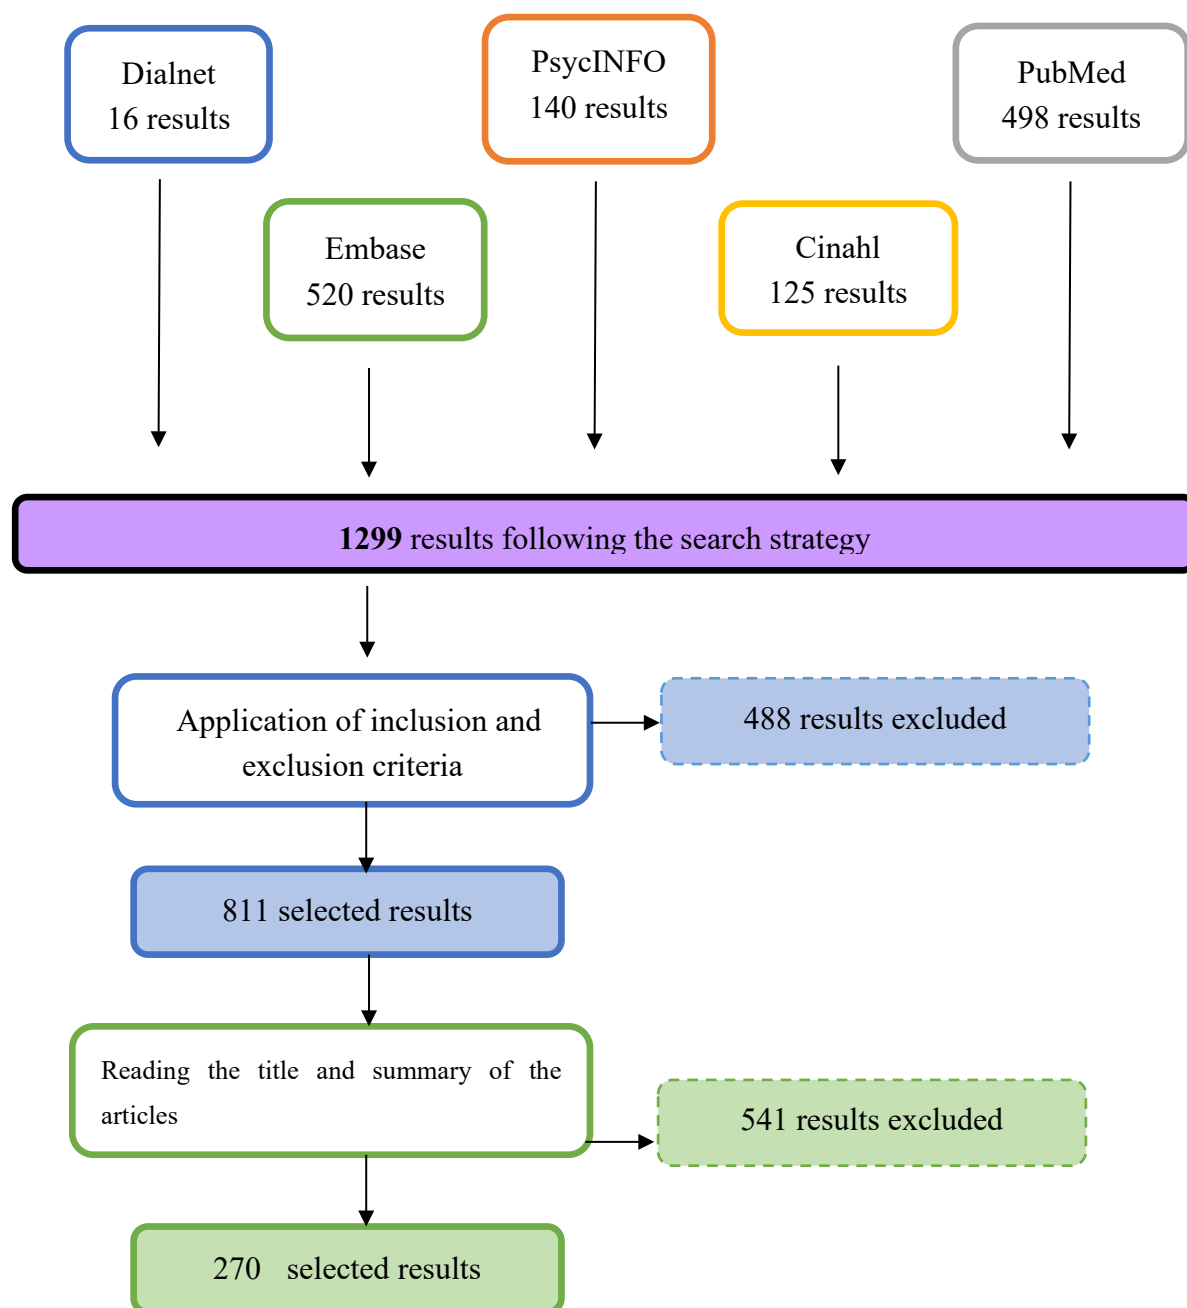 Dialnet
16 results
PsycINFO
140 results
PubMed
498 results
Embase
520 results
Cinahl
125 results
1299 results following the search strategy
Application of inclusion and
exclusion criteria
488 results excluded
811 selected results
Reading the title and summary of the
articles
541 results excluded
270 selected results